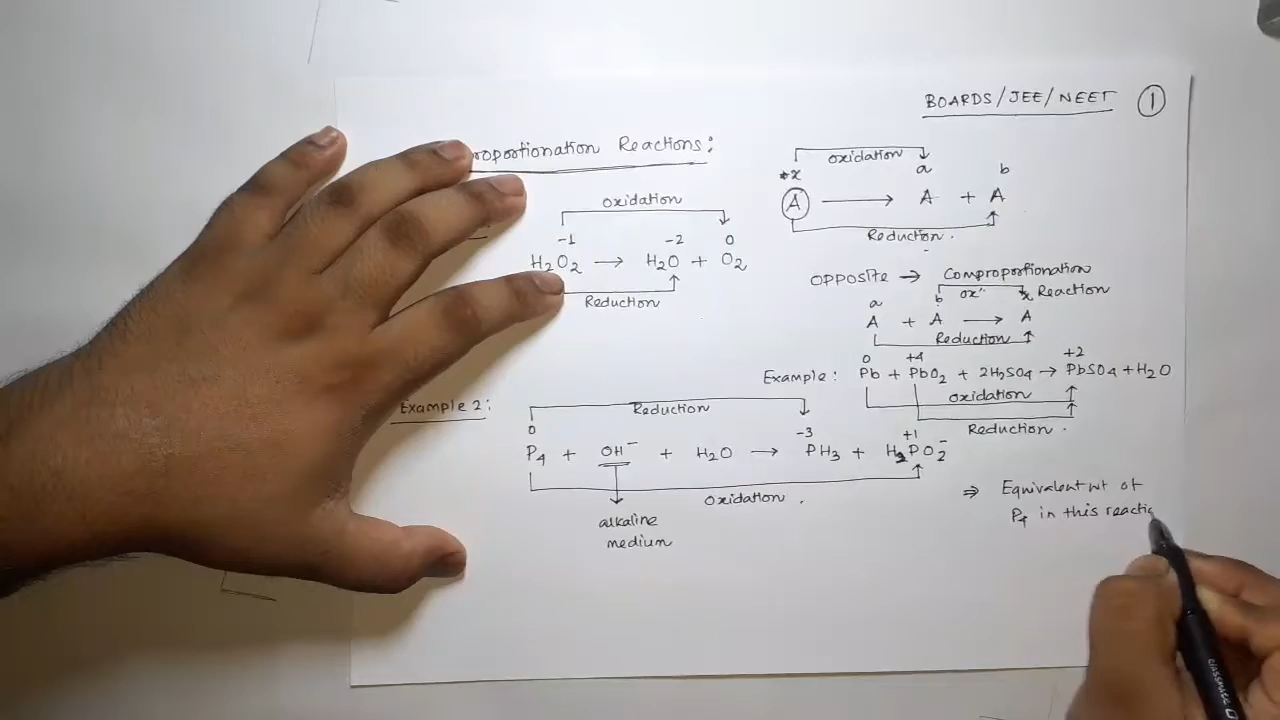 BOARDS/JEE/NEET 1
proportionation Reactions:
oxidation
-1 -2 0
H2O2 → H2O + O2
Reduction
oxidation
x a b
A → A + A
Reduction.
OPPOSITE → Comproportionation
Reaction
oxn
a b x
A + A → A
Reduction
0 +4 +2
Example: Pb + PbO2 + 2H2SO4 → PbSO4 + H2O
oxidation
Reduction.
Example 2:
Reduction
0 -3 +1
P4 + OH⁻ + H2O → PH3 + H2PO2⁻
oxidation.
alkaline
medium
⇒ Equivalent wt of
P4 in this reactio